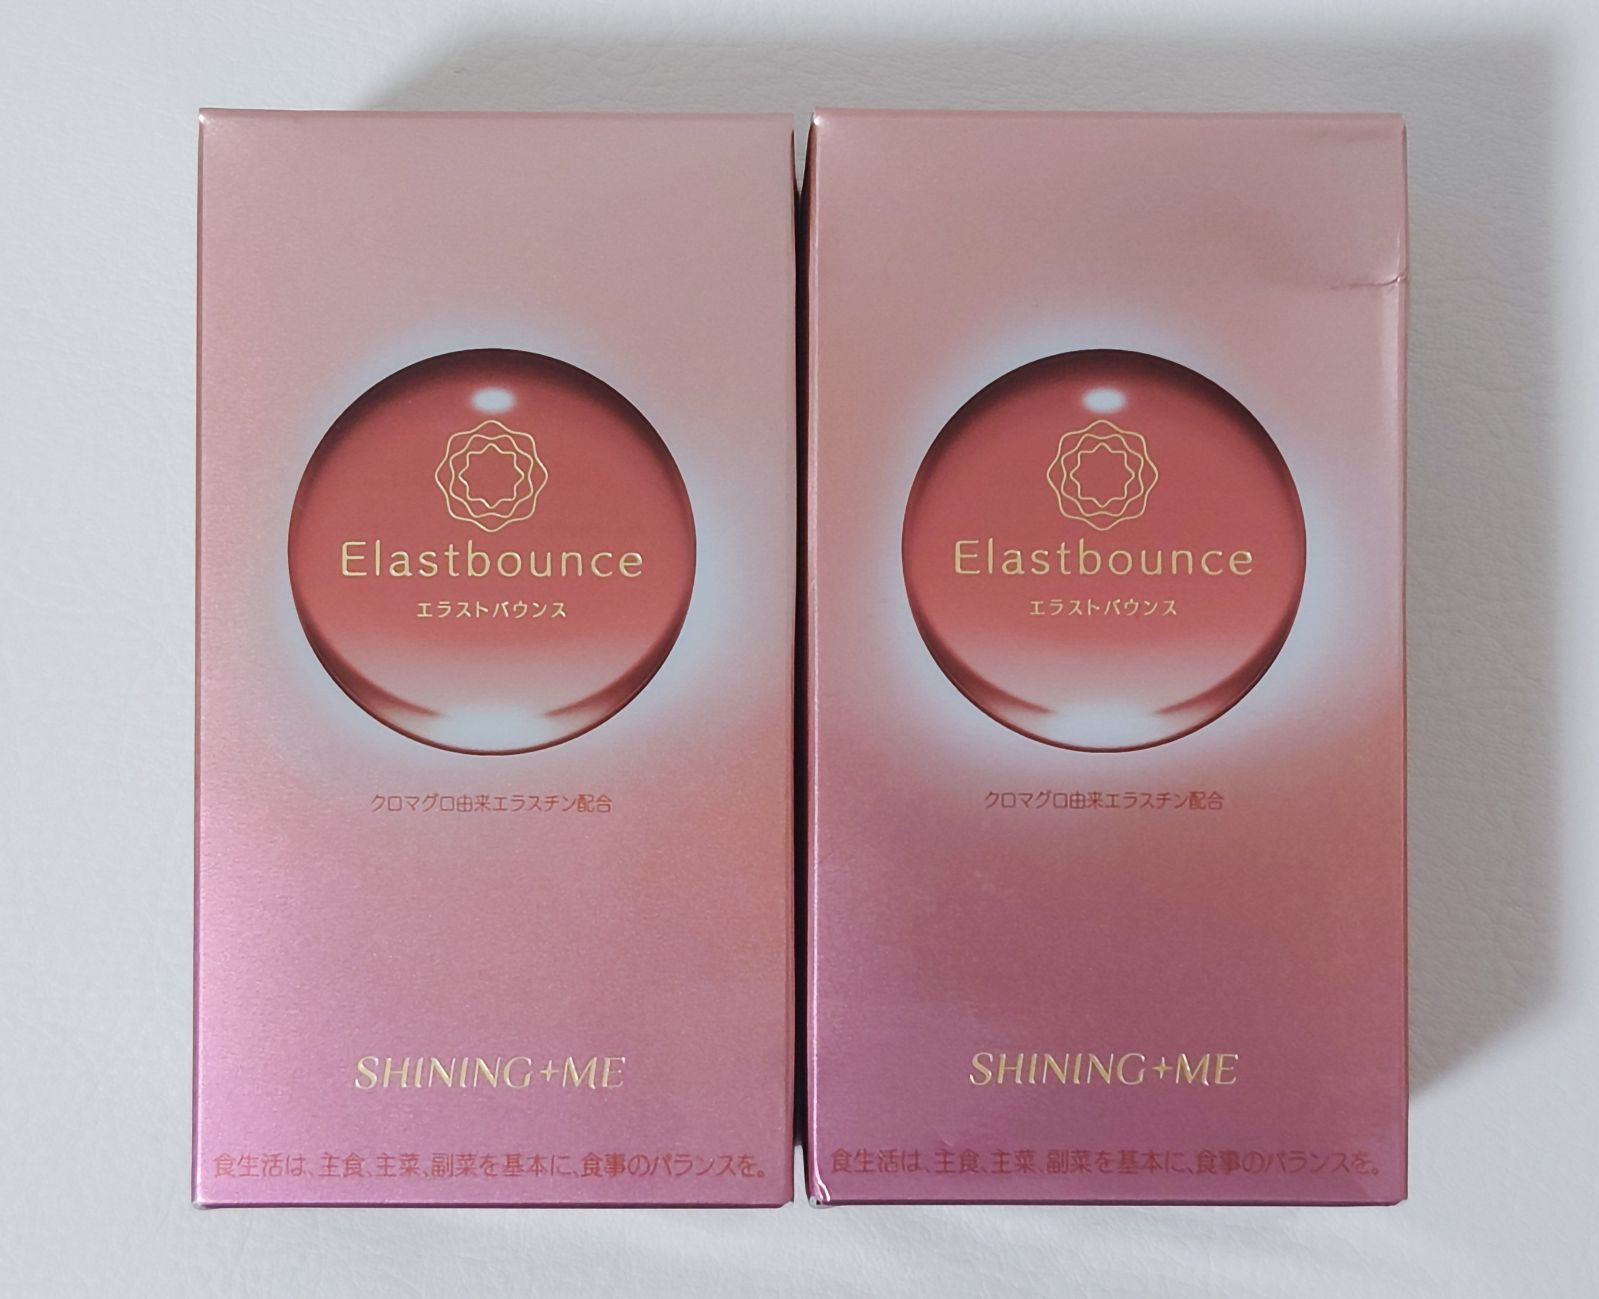 Elastbounce
エラストバウンス
クロマグロ由来エラスチン配合
SHINING+ME
食生活は、主食、主菜、副菜を基本に、食事のバランスを。
Elastbounce
エラストバウンス
クロマグロ由来エラスチン配合
SHINING+ME
食生活は、主食、主菜、副菜を基本に、食事のバランスを。